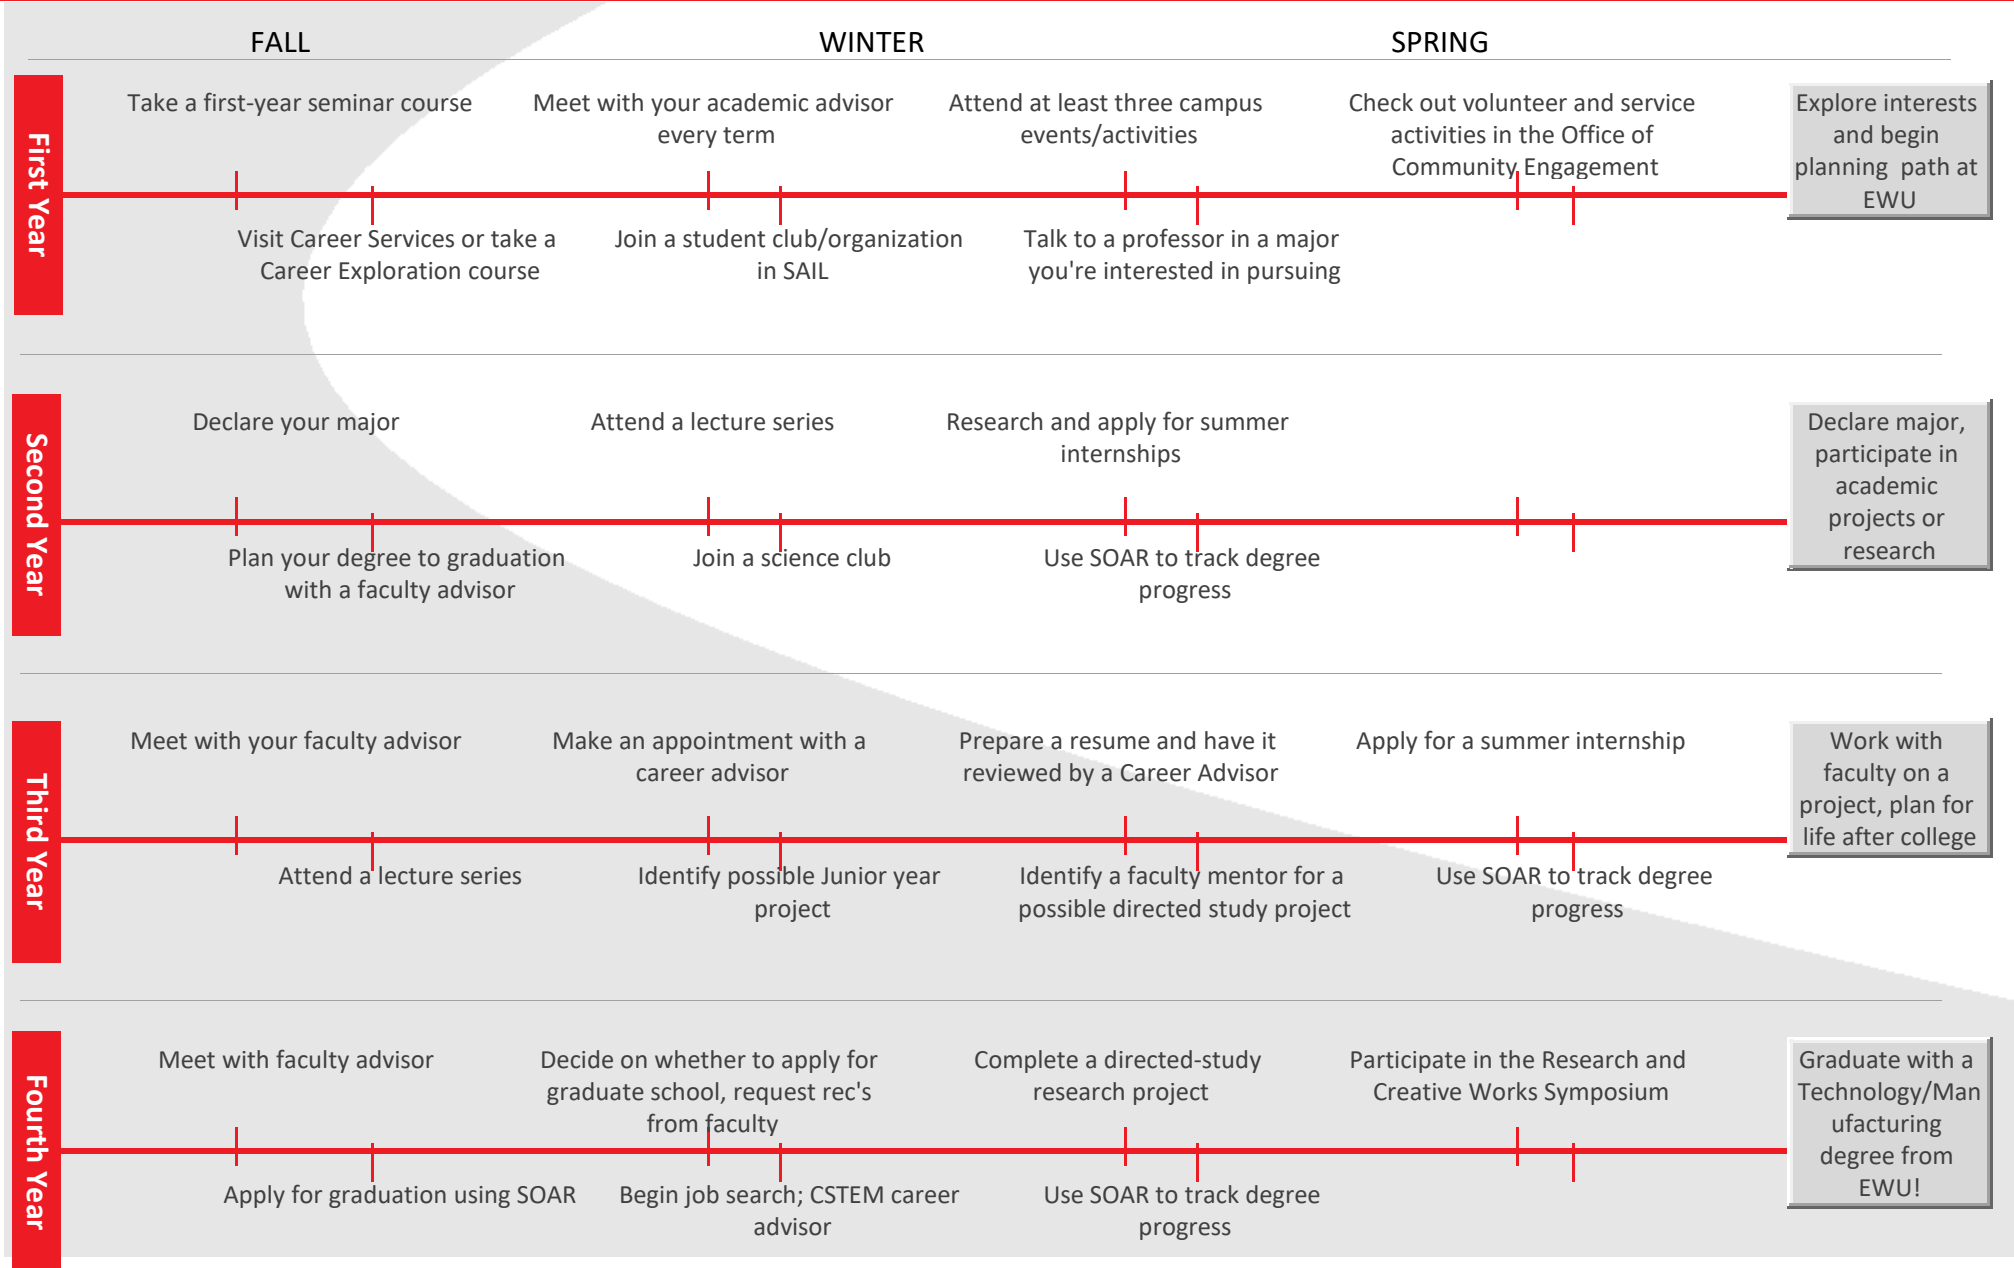 FALL
WINTER
SPRING
First Year
Take a first-year seminar course
Meet with your academic advisor
every term
Attend at least three campus
events/activities
Check out volunteer and service
activities in the Office of
Community Engagement
Visit Career Services or take a
Career Exploration course
Join a student club/organization
in SAIL
Talk to a professor in a major
you're interested in pursuing
Explore interests
and begin
planning path at
EWU
Second Year
Declare your major
Attend a lecture series
Research and apply for summer
internships
Plan your degree to graduation
with a faculty advisor
Join a science club
Use SOAR to track degree
progress
Declare major,
participate in
academic
projects or
research
Third Year
Meet with your faculty advisor
Make an appointment with a
career advisor
Prepare a resume and have it
reviewed by a Career Advisor
Apply for a summer internship
Attend a lecture series
Identify possible Junior year
project
Identify a faculty mentor for a
possible directed study project
Use SOAR to track degree
progress
Work with
faculty on a
project, plan for
life after college
Fourth Year
Meet with faculty advisor
Decide on whether to apply for
graduate school, request rec's
from faculty
Complete a directed-study
research project
Participate in the Research and
Creative Works Symposium
Apply for graduation using SOAR
Begin job search; CSTEM career
advisor
Use SOAR to track degree
progress
Graduate with a
Technology/Man
ufacturing
degree from
EWU!